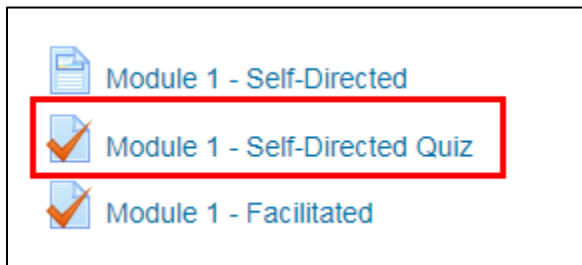 Module 1 - Self-Directed
Module 1 - Self-Directed Quiz
Module 1 - Facilitated